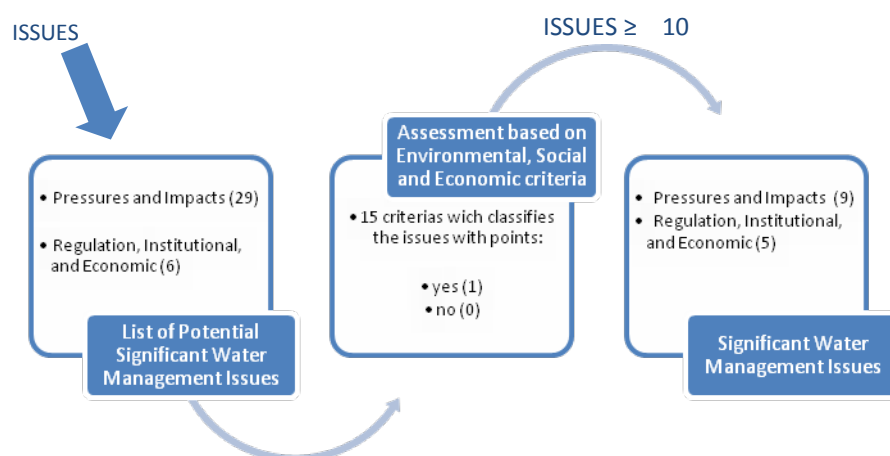 ISSUES
ISSUES ≥ 10
• Pressures and Impacts (29)
• Regulation, Institutional,
and Economic (6)
List of Potential
Significant Water
Management Issues
Assessment based on
Environmental, Social
and Economic criteria
• 15 criterias wich classifies
the issues with points:
• yes (1)
• no (0)
• Pressures and Impacts (9)
• Regulation, Institutional,
and Economic (5)
Significant Water
Management Issues